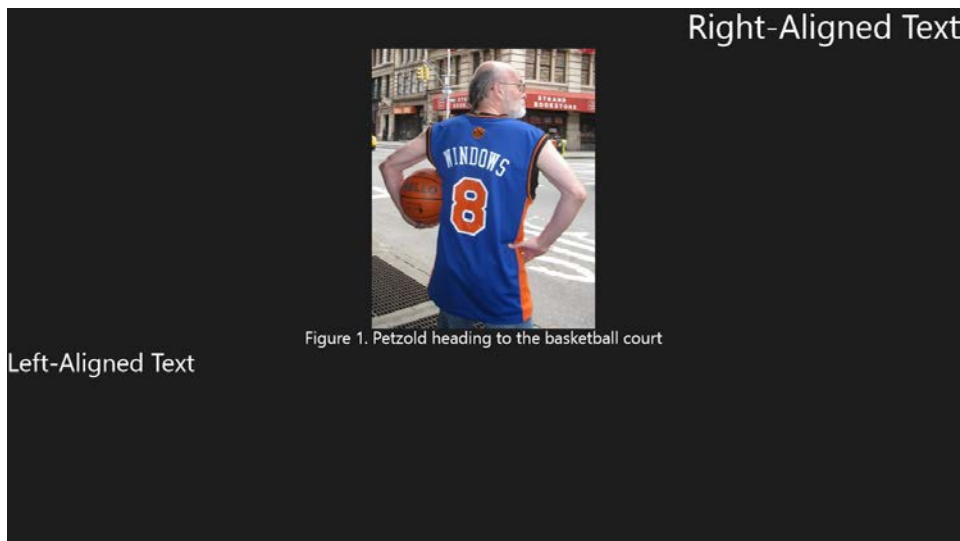 Right-Aligned Text
STRAND
BOOKSTORE
WINDOWS
8
Figure 1. Petzold heading to the basketball court
Left-Aligned Text